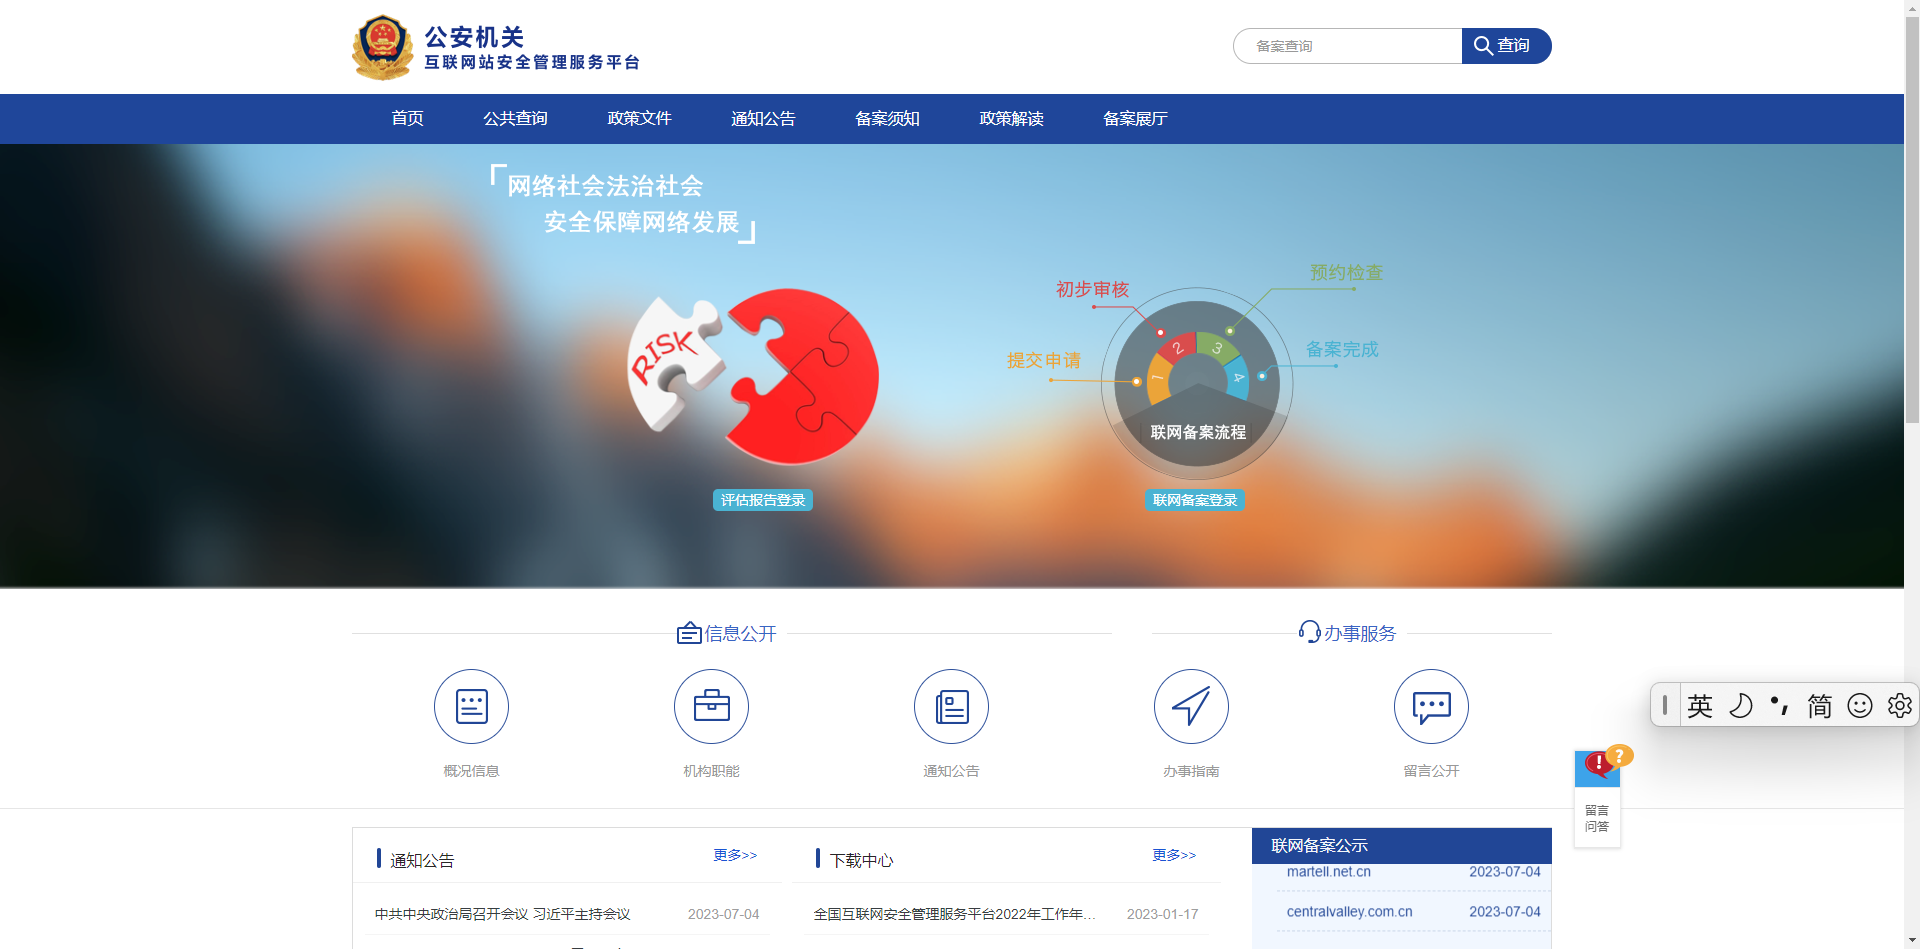 公安机关
互联网站安全管理服务平台
备案查询
查询
首页
公共查询
政策文件
通知公告
备案须知
政策解读
备案展厅
网络社会法治社会
安全保障网络发展
RISK
初步审核
预约检查
提交申请
备案完成
1
2
3
4
联网备案流程
评估报告登录
联网备案登录
信息公开
办事服务
概况信息
机构职能
通知公告
办事指南
留言公开
英
简
!
?
留言
问答
通知公告
更多>>
中共中央政治局召开会议 习近平主持会议 2023-07-04
下载中心
更多>>
全国互联网安全管理服务平台2022年工作年... 2023-01-17
联网备案公示
martell.net.cn 2023-07-04
centralvalley.com.cn 2023-07-04